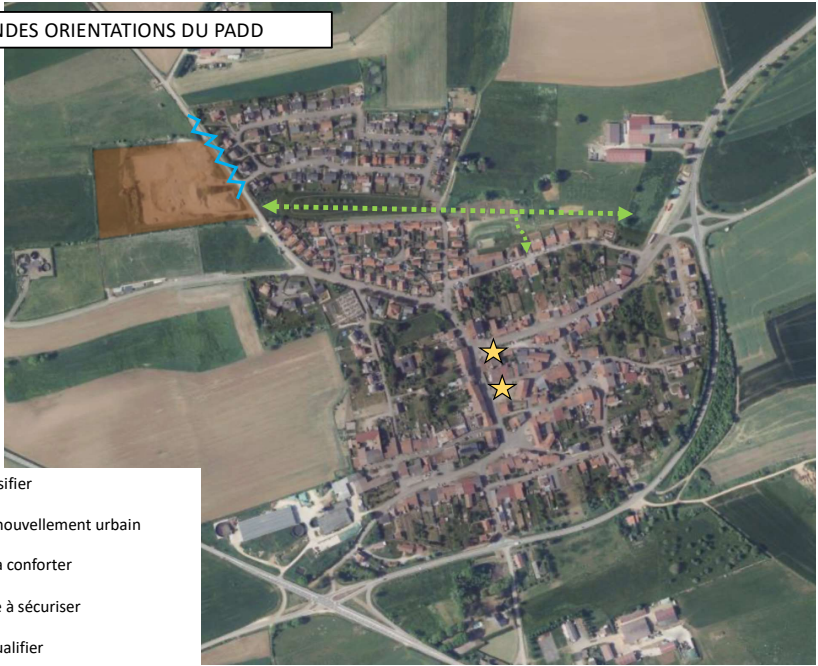 NDES ORIENTATIONS DU PADD
sifier
nouvellement urbain
à conforter
e à sécuriser
ualifier